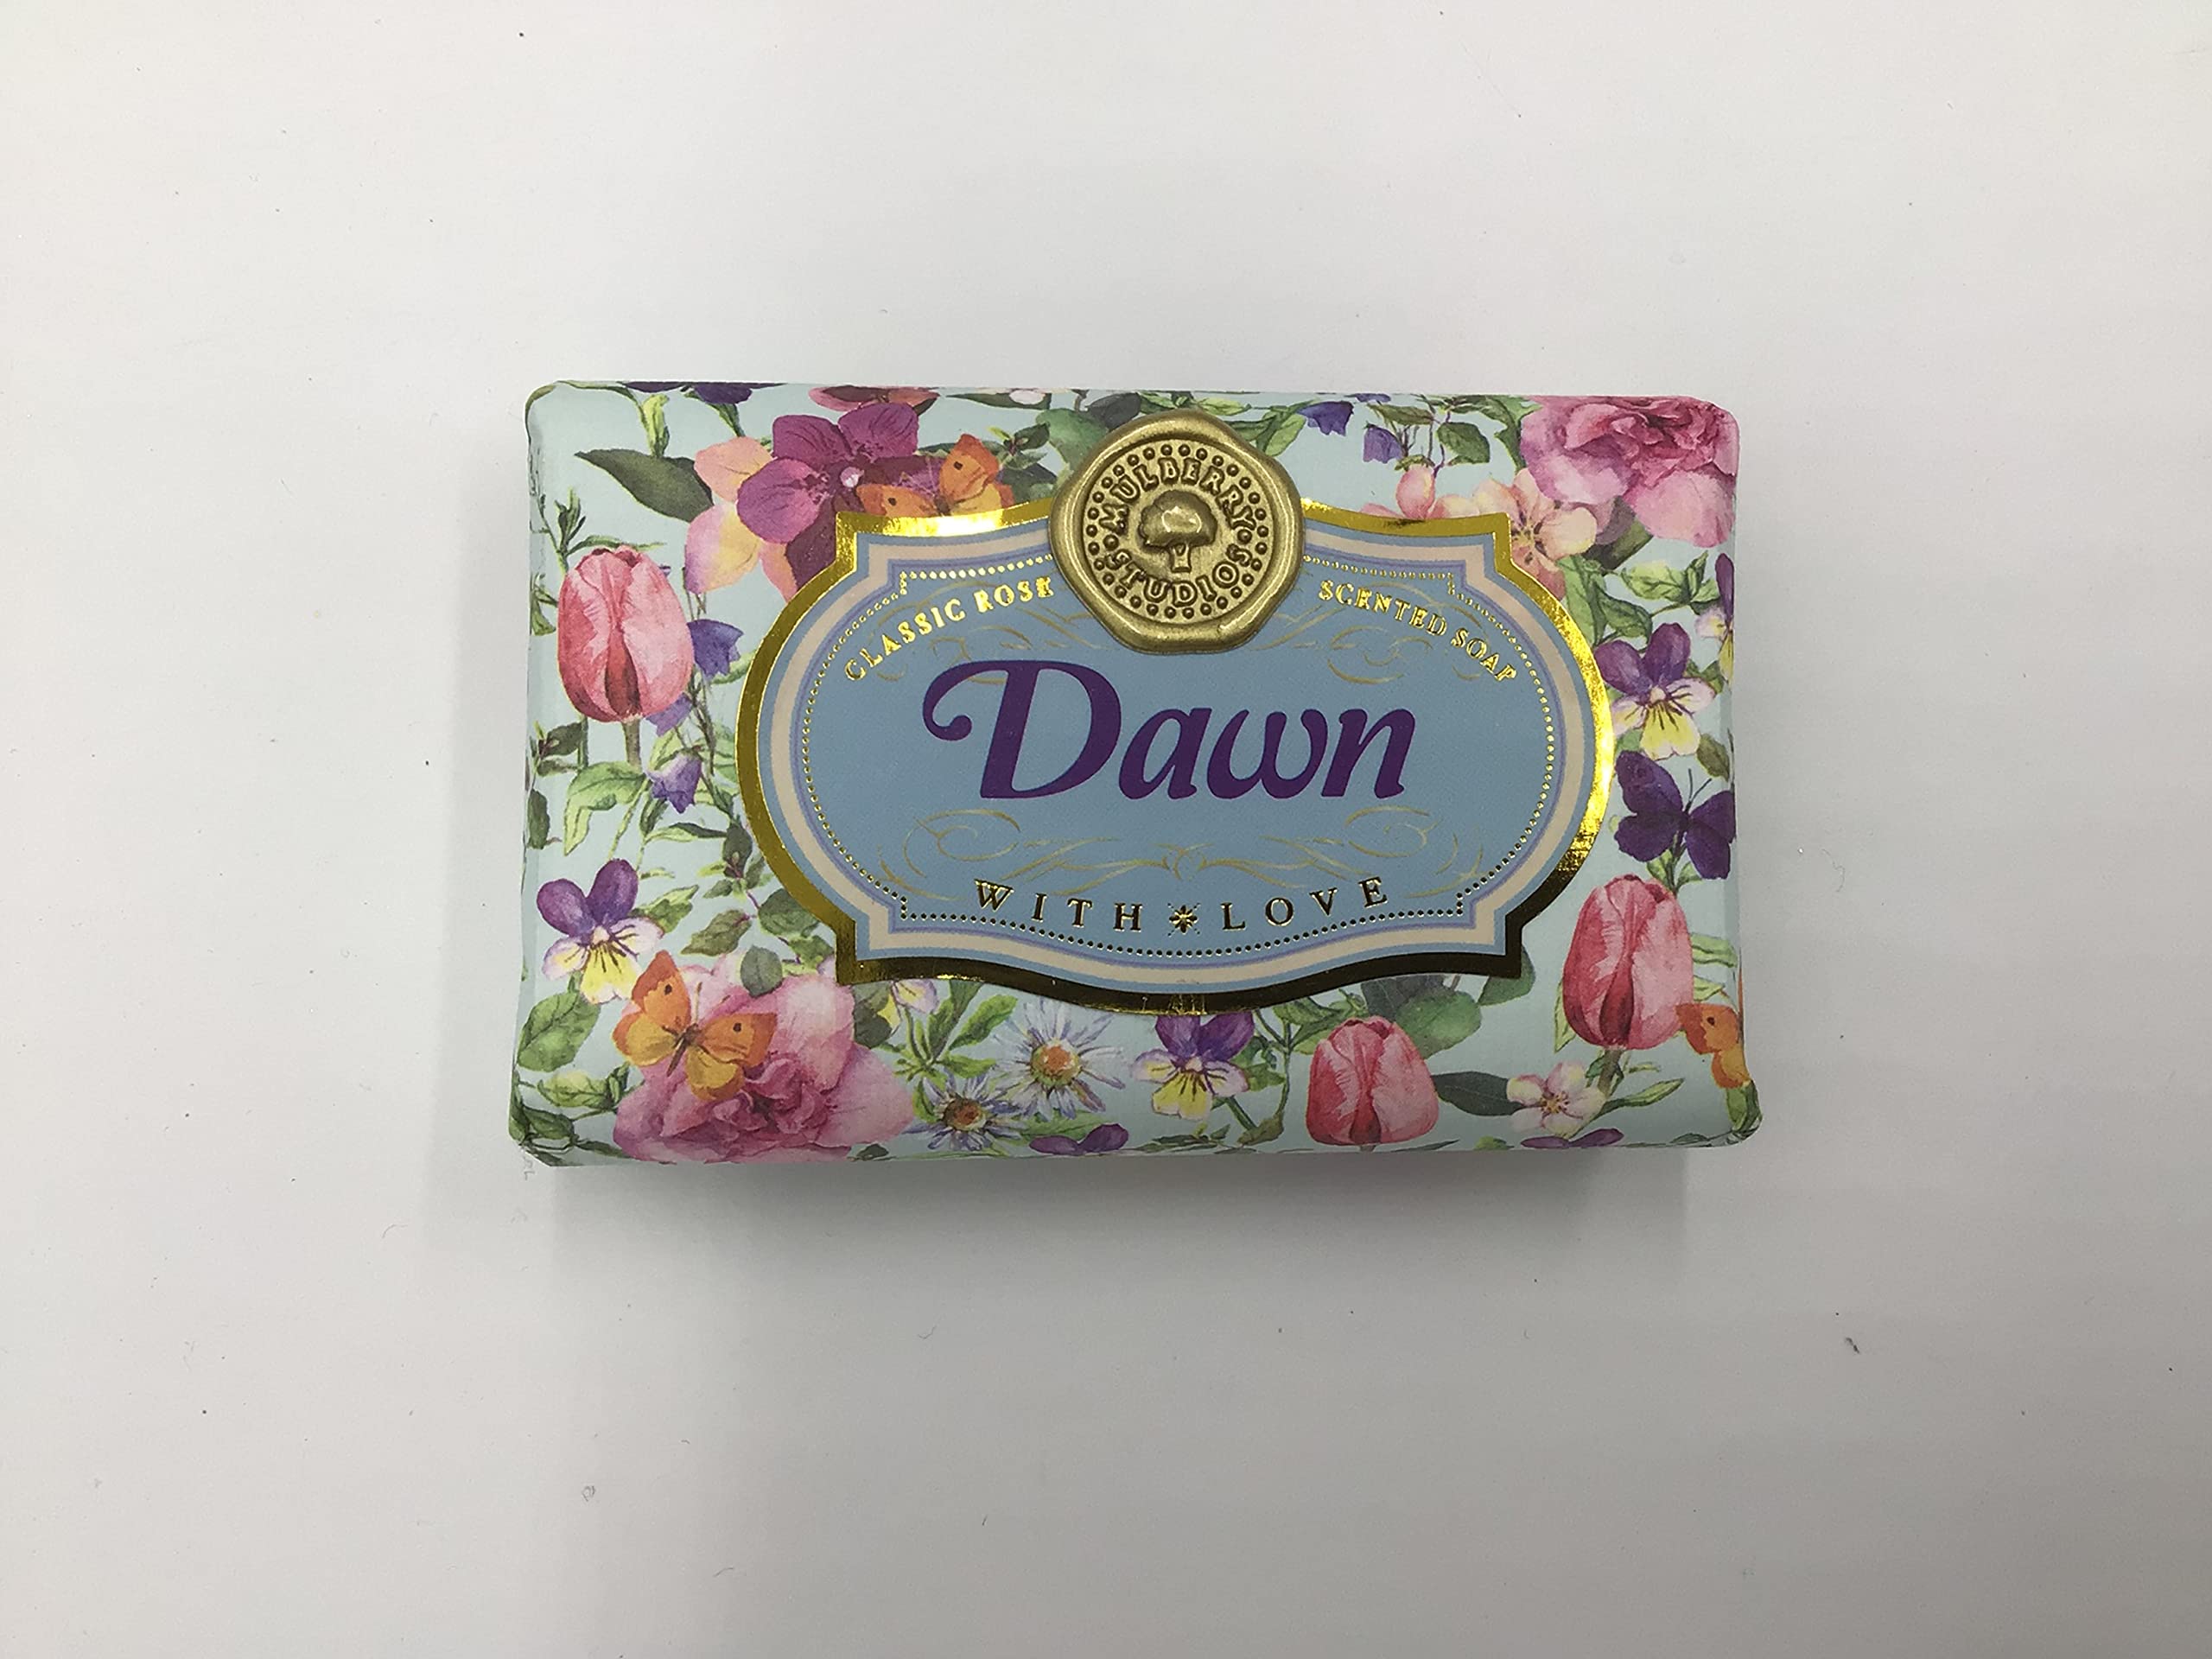 MULBERRY STUDIOS
CLASSIC ROSE SCENTED SOAP
Dawn
WITH LOVE